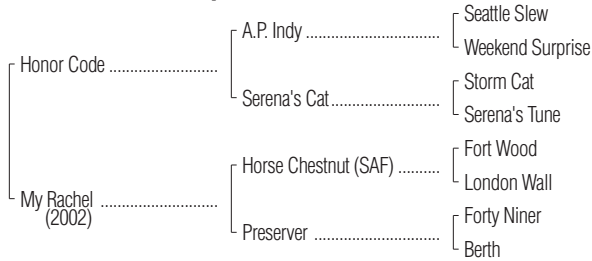 Seattle Slew
A.P. Indy ........................
Weekend Surprise
Honor Code .......................
Storm Cat
Serena's Cat.......................
Serena's Tune
Fort Wood
Horse Chestnut (SAF) .........
London Wall
My Rachel .........................
(2002)
Forty Niner
Preserver ..........................
Berth